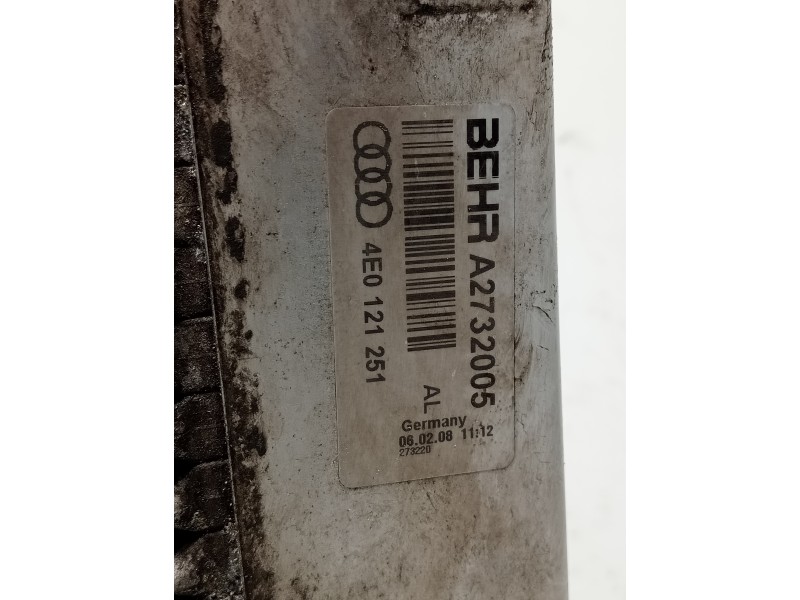 BEHR A2732005
4E0 121 251
AL
Germany
06.02.08 11:12
273220